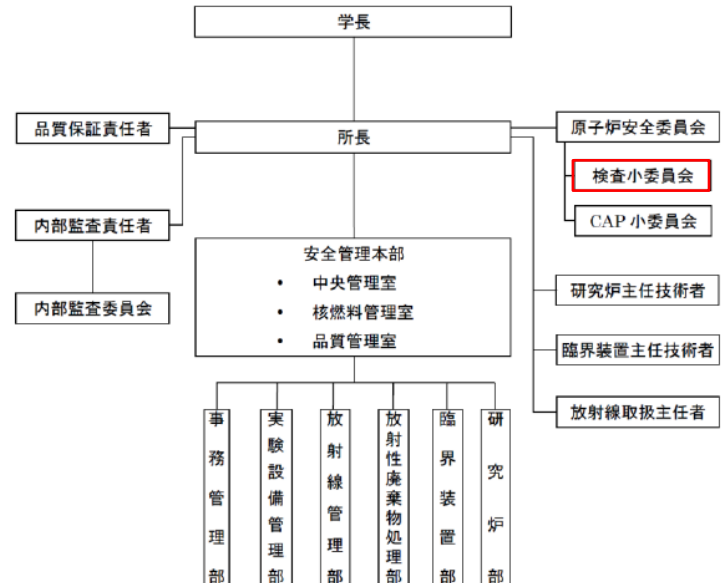 学長
品質保証責任者
所長
原子炉安全委員会
検査小委員会
CAP 小委員会
内部監査責任者
内部監査委員会
安全管理本部
• 中央管理室
• 核燃料管理室
• 品質管理室
研究炉主任技術者
臨界装置主任技術者
放射線取扱主任者
事務管理部
実験設備管理部
放射線管理部
放射性廃棄物処理部
臨界装置部
研究炉部